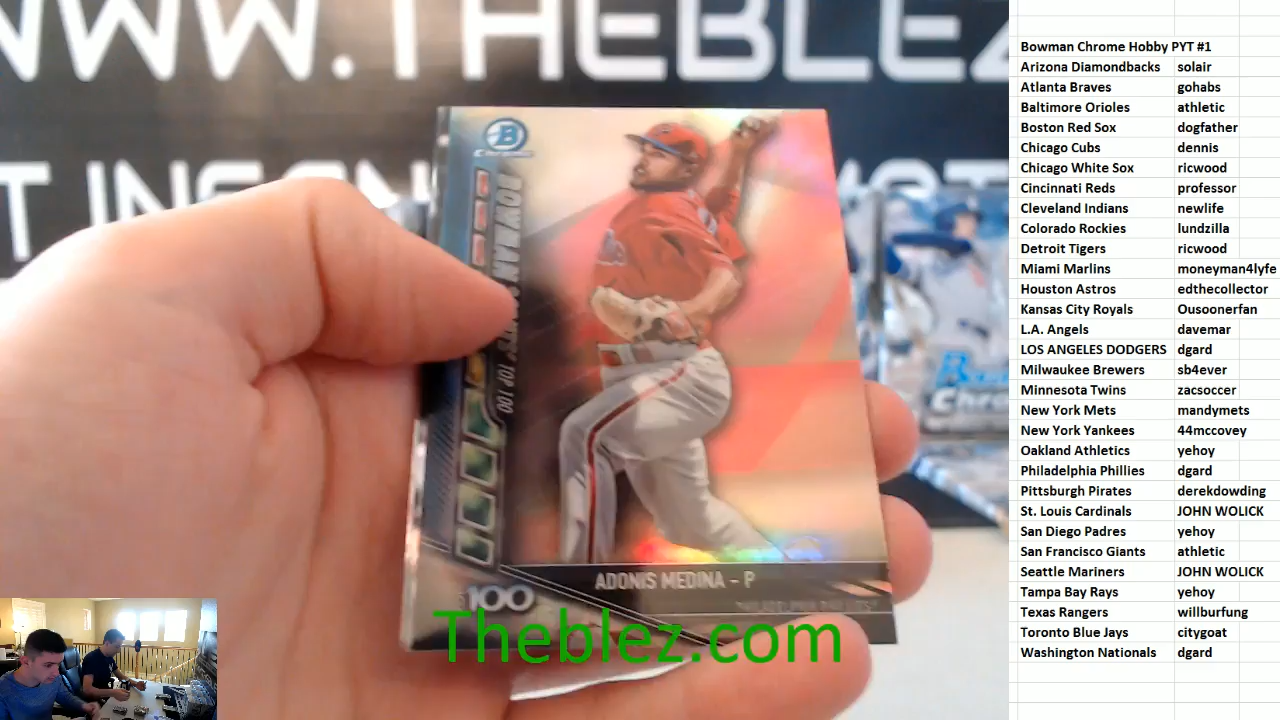 WWW.THEBLEZ
Chrome
TOP 100
ADONIS MEDINA - P
100
Theblez.com
Bowman Chrome Hobby PYT #1
Arizona Diamondbacks solair
Atlanta Braves gohabs
Baltimore Orioles athletic
Boston Red Sox dogfather
Chicago Cubs dennis
Chicago White Sox ricwood
Cincinnati Reds professor
Cleveland Indians newlife
Colorado Rockies lundzilla
Detroit Tigers ricwood
Miami Marlins moneyman4lyfe
Houston Astros edthecollector
Kansas City Royals Ousoonerfan
L.A. Angels davemar
LOS ANGELES DODGERS dgard
Milwaukee Brewers sb4ever
Minnesota Twins zacsoccer
New York Mets mandymets
New York Yankees 44mccovey
Oakland Athletics yehoy
Philadelphia Phillies dgard
Pittsburgh Pirates derekdowding
St. Louis Cardinals JOHN WOLICK
San Diego Padres yehoy
San Francisco Giants athletic
Seattle Mariners JOHN WOLICK
Tampa Bay Rays yehoy
Texas Rangers willburfung
Toronto Blue Jays citygoat
Washington Nationals dgard